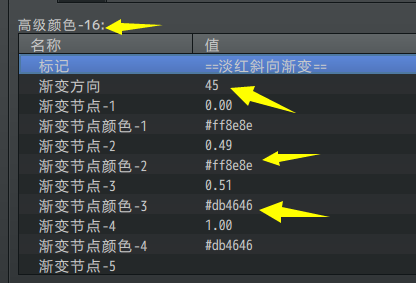 高级颜色-16:
名称 值
标记 ==淡红斜向渐变==
渐变方向 45
渐变节点-1 0.00
渐变节点颜色-1 #ff8e8e
渐变节点-2 0.49
渐变节点颜色-2 #ff8e8e
渐变节点-3 0.51
渐变节点颜色-3 #db4646
渐变节点-4 1.00
渐变节点颜色-4 #db4646
渐变节点-5